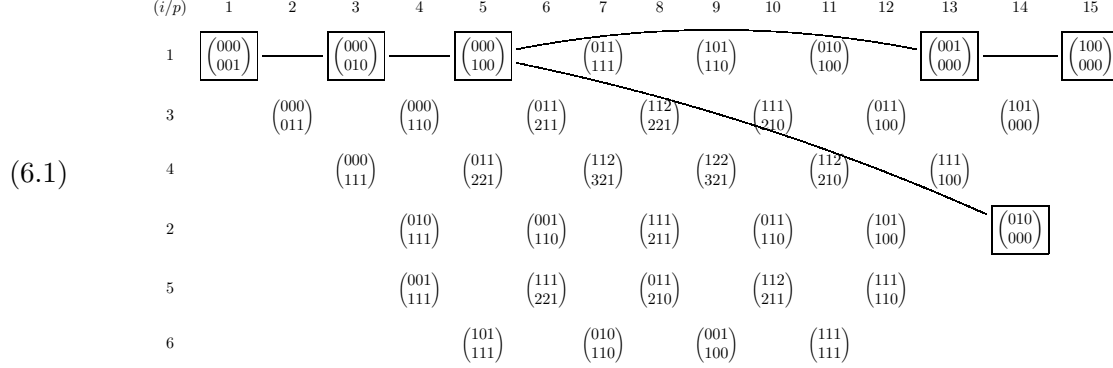 (i/p) 1 2 3 4 5 6 7 8 9 10 11 12 13 14 15
1 (000 001) (000 010) (000 100) (011 111) (101 110) (010 100) (001 000) (100 000)
3 (000 011) (000 110) (011 211) (112 221) (111 210) (011 100) (101 000)
(6.1)
4 (000 111) (011 221) (112 321) (122 321) (112 210) (111 100)
2 (010 111) (001 110) (111 211) (011 110) (101 100) (010 000)
5 (001 111) (111 221) (011 210) (112 211) (111 110)
6 (101 111) (010 110) (001 100) (111 111)